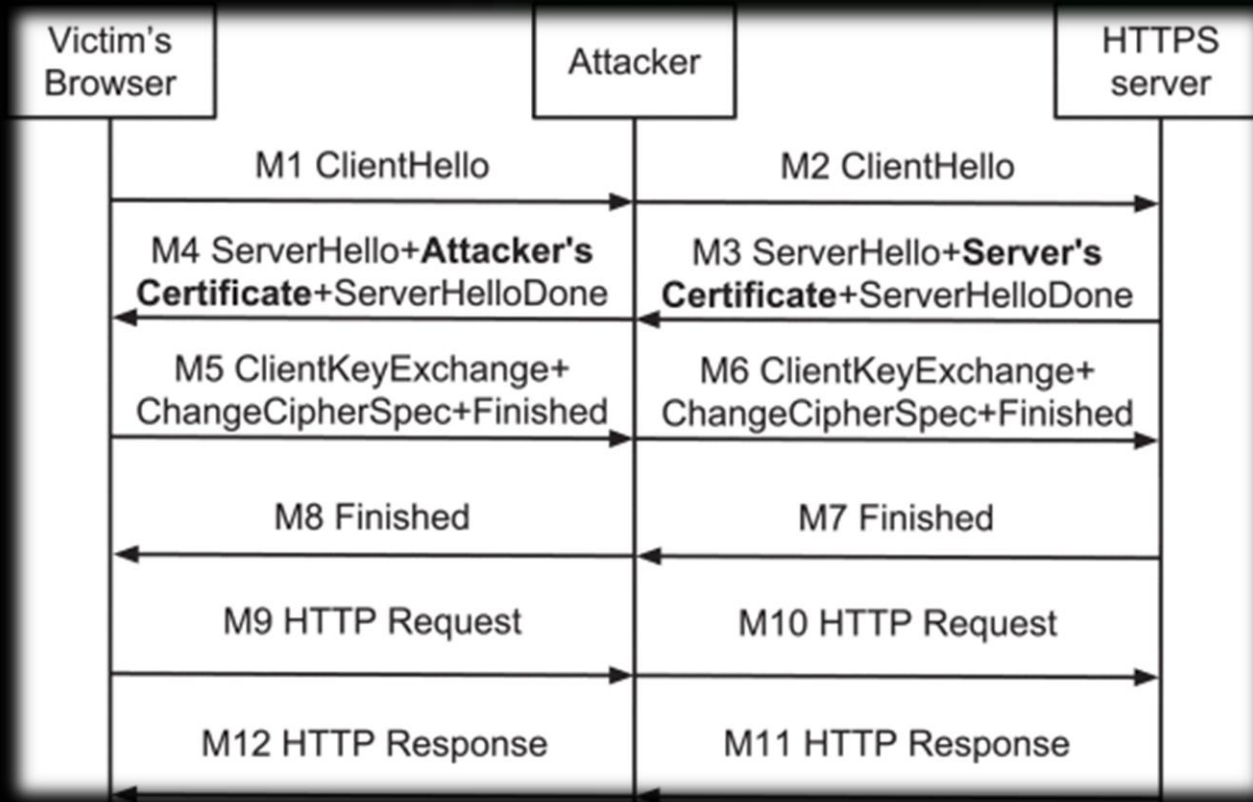 Victim's
Browser
Attacker
HTTPS
server
M1 ClientHello
M2 ClientHello
M4 ServerHello+Attacker's
Certificate+ServerHelloDone
M3 ServerHello+Server's
Certificate+ServerHelloDone
M5 ClientKeyExchange+
ChangeCipherSpec+Finished
M6 ClientKeyExchange+
ChangeCipherSpec+Finished
M8 Finished
M7 Finished
M9 HTTP Request
M10 HTTP Request
M12 HTTP Response
M11 HTTP Response